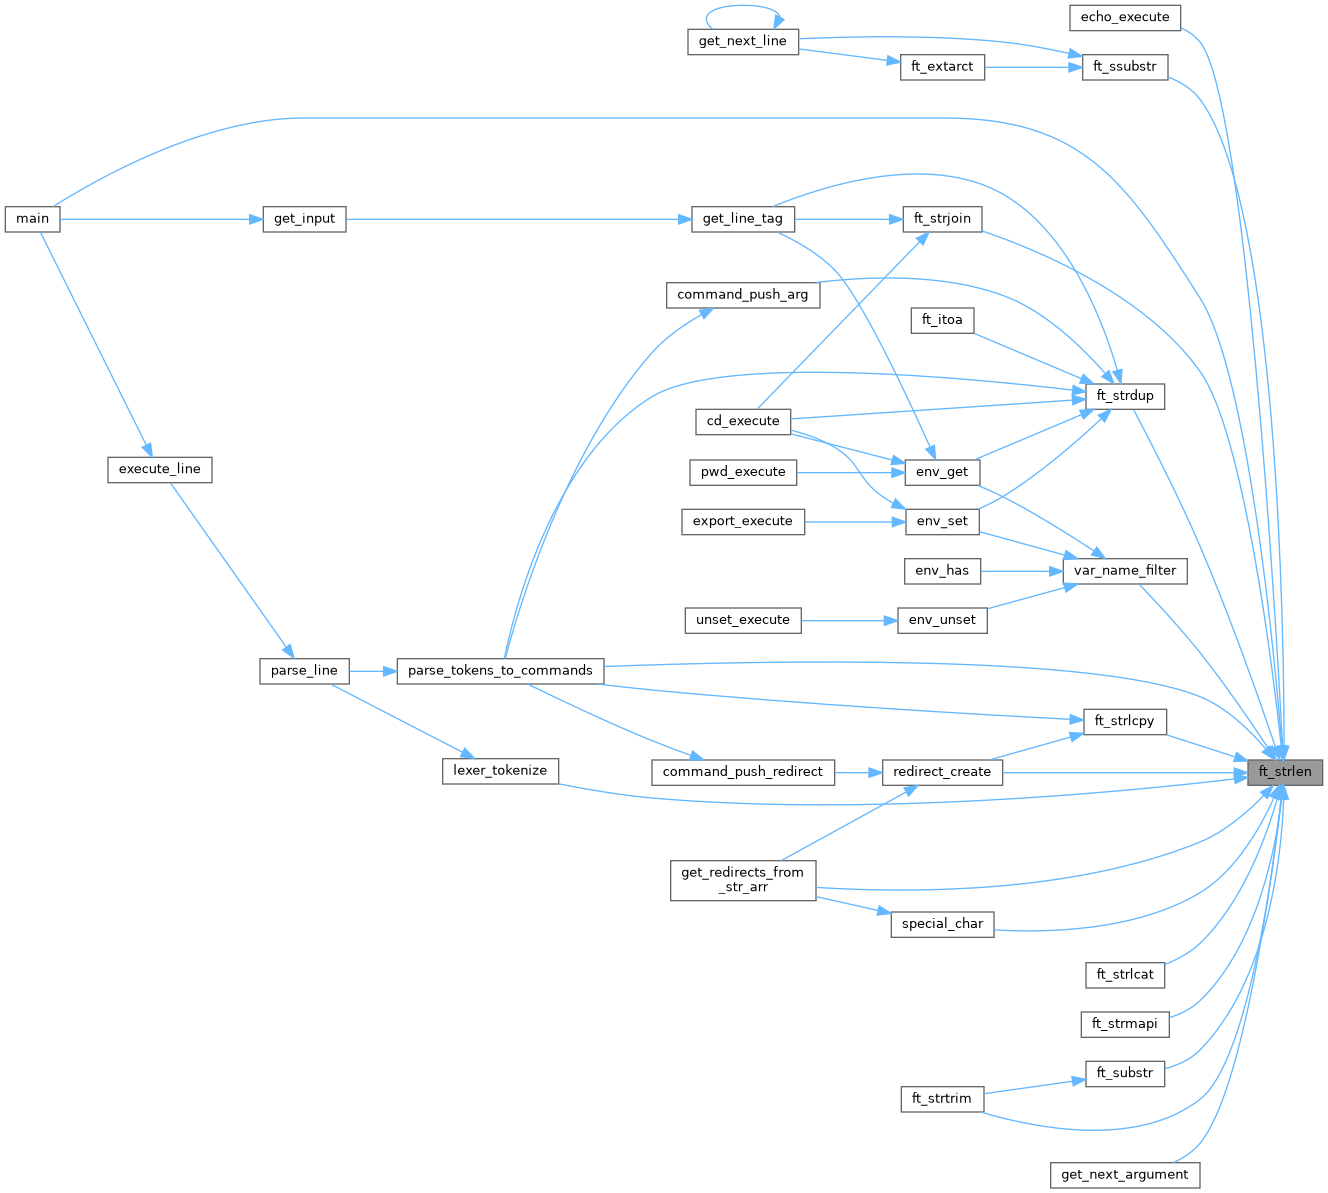 echo_execute
get_next_line
ft_extarct
ft_ssubstr
main
get_input
get_line_tag
ft_strjoin
command_push_arg
ft_itoa
ft_strdup
cd_execute
execute_line
pwd_execute
env_get
export_execute
env_set
env_has
var_name_filter
unset_execute
env_unset
parse_line
parse_tokens_to_commands
ft_strlcpy
lexer_tokenize
command_push_redirect
redirect_create
ft_strlen
get_redirects_from
_str_arr
special_char
ft_strlcat
ft_strmapi
ft_substr
ft_strtrim
get_next_argument